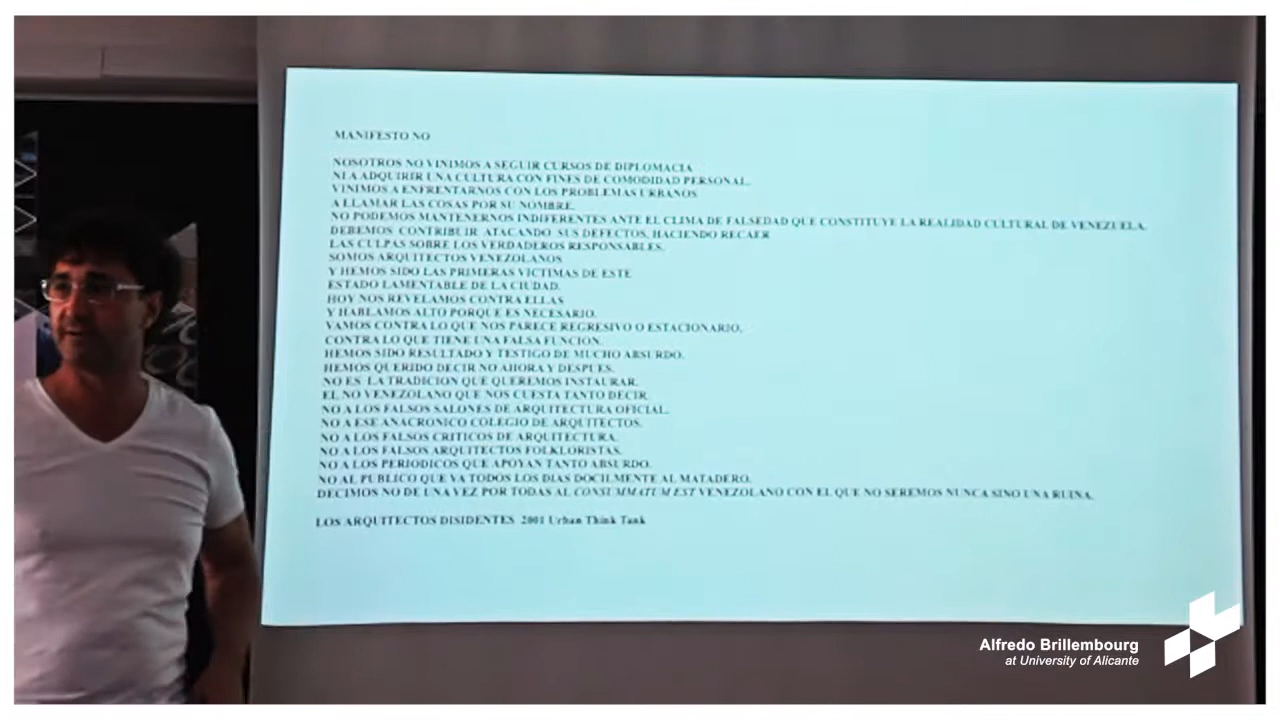 MANIFESTO NO
NOSOTROS NO VINIMOS A SEGUIR CURSOS DE DIPLOMACIA
NI A ADQUIRIR UNA CULTURA CON FINES DE COMODIDAD PERSONAL.
VINIMOS A ENFRENTARNOS CON LOS PROBLEMAS URBANOS
A LLAMAR LAS COSAS POR SU NOMBRE.
NO PODEMOS MANTENERNOS INDIFERENTES ANTE EL CLIMA DE FALSEDAD QUE CONSTITUYE LA REALIDAD CULTURAL DE VENEZUELA.
DEBEMOS CONTRIBUIR ATACANDO SUS DEFECTOS, HACIENDO RECAER
LAS CULPAS SOBRE LOS VERDADEROS RESPONSABLES.
SOMOS ARQUITECTOS VENEZOLANOS
Y HEMOS SIDO LAS PRIMERAS VICTIMAS DE ESTE
ESTADO LAMENTABLE DE LA CIUDAD.
HOY NOS REVELAMOS CONTRA ELLAS
Y HABLAMOS ALTO PORQUE ES NECESARIO.
VAMOS CONTRA LO QUE NOS PARECE REGRESIVO O ESTACIONARIO,
CONTRA LO QUE TIENE UNA FALSA FUNCION.
HEMOS SIDO RESULTADO Y TESTIGO DE MUCHO ABSURDO.
HEMOS QUERIDO DECIR NO AHORA Y DESPUES.
NO ES LA TRADICION QUE QUEREMOS INSTAURAR.
EL NO VENEZOLANO QUE NOS CUESTA TANTO DECIR
NO A LOS FALSOS SALONES DE ARQUITECTURA OFICIAL.
NO A ESE ANACRONICO COLEGIO DE ARQUITECTOS.
NO A LOS FALSOS CRITICOS DE ARQUITECTURA.
NO A LOS FALSOS ARQUITECTOS FOLKLORISTAS.
NO A LOS PERIODICOS QUE APOYAN TANTO ABSURDO.
NO AL PUBLICO QUE VA TODOS LOS DIAS DOCILMENTE AL MATADERO.
DECIMOS NO DE UNA VEZ POR TODAS AL CONSUMMATUM EST VENEZOLANO CON EL QUE NO SEREMOS NUNCA SINO UNA RUINA.
LOS ARQUITECTOS DISIDENTES 2001 Urban Think Tank
Alfredo Brillembourg
at University of Alicante